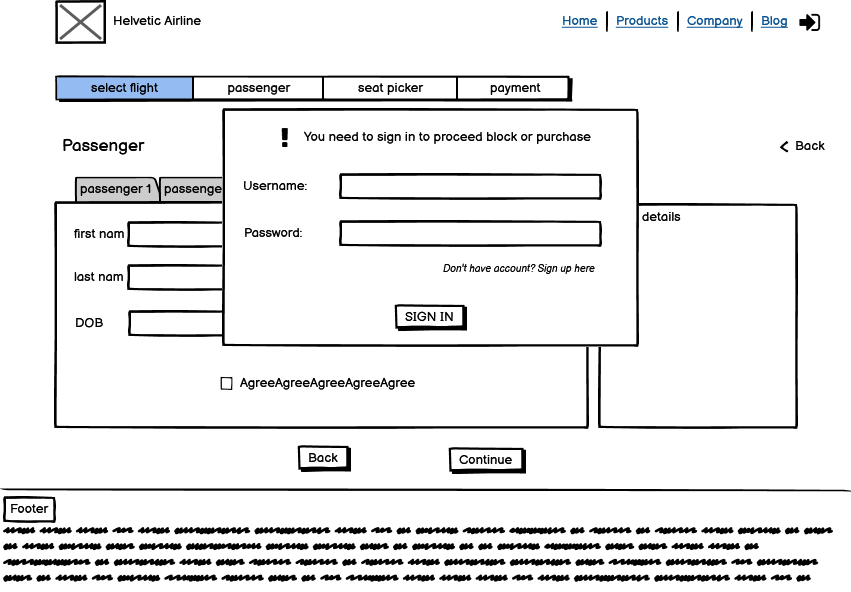 Helvetic Airline
Home Products Company Blog
select flight passenger seat picker payment
You need to sign in to proceed block or purchase
Passenger
Back
Username:
passenger 1
details
first nam
Password:
Don't have account? Sign up here
last nam
SIGN IN
DOB
AgreeAgreeAgreeAgreeAgree
Back Continue
Footer